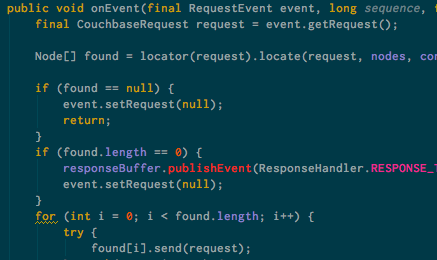 public void onEvent(final RequestEvent event, long sequence,
final CouchbaseRequest request = event.getRequest();
Node[] found = locator(request).locate(request, nodes,
if (found == null) {
event.setRequest(null);
return;
}
if (found.length == 0) {
responseBuffer.publishEvent(ResponseHandler.RESPONSE_
event.setRequest(null);
}
for (int i = 0; i < found.length; i++) {
try {
found[i].send(request);